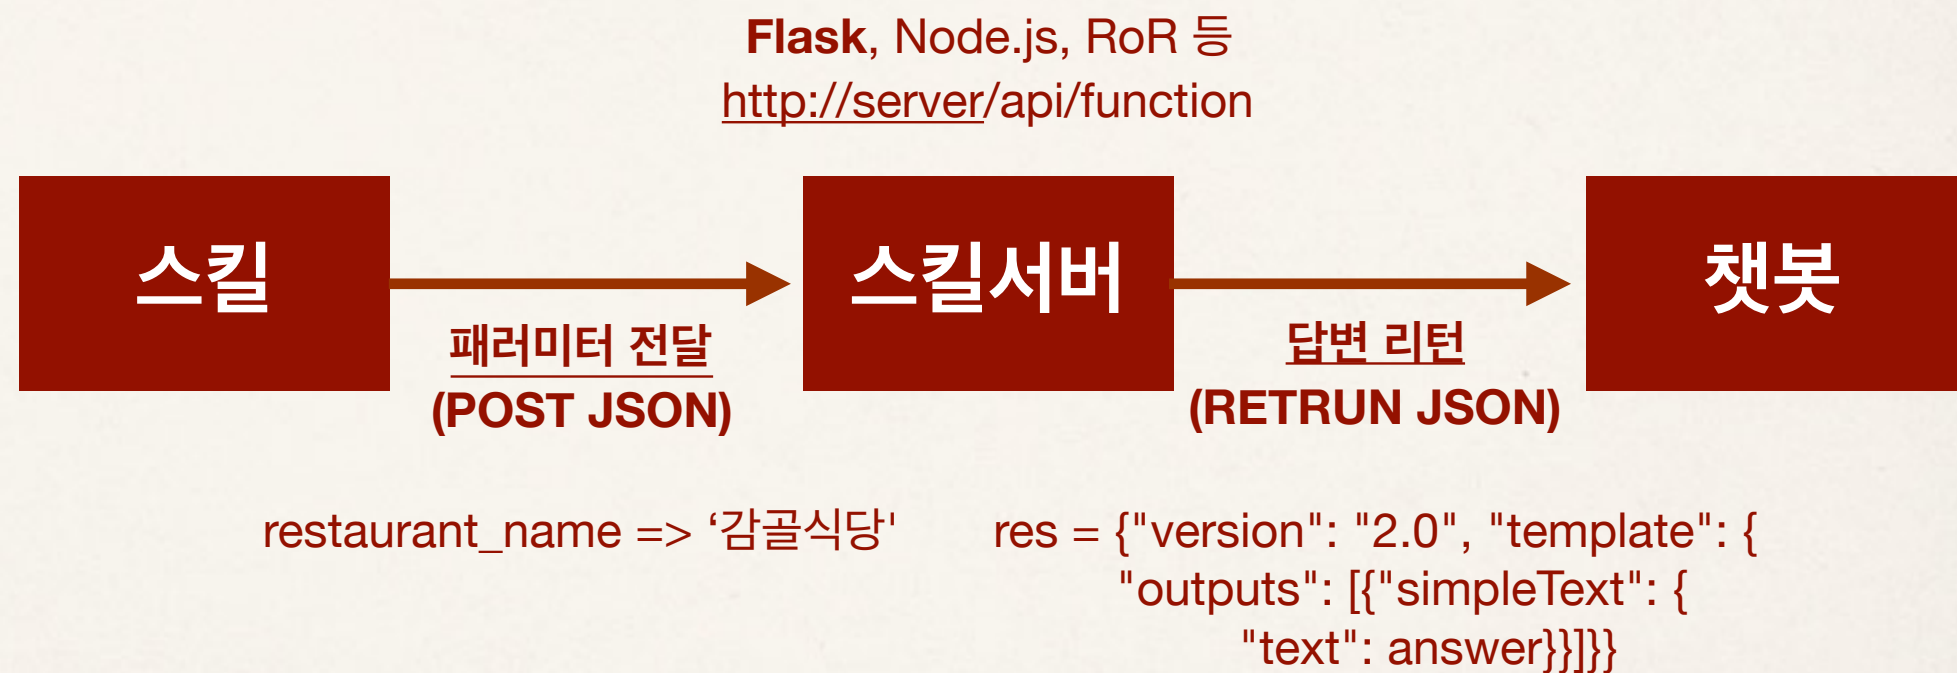 Flask, Node.js, RoR 등
http://server/api/function
스킬
스킬서버
챗봇
패러미터 전달
(POST JSON)
답변 리턴
(RETRUN JSON)
restaurant_name => ‘감골식당'
res = {"version": "2.0", "template": {
"outputs": [{"simpleText": {
"text": answer}}]}}